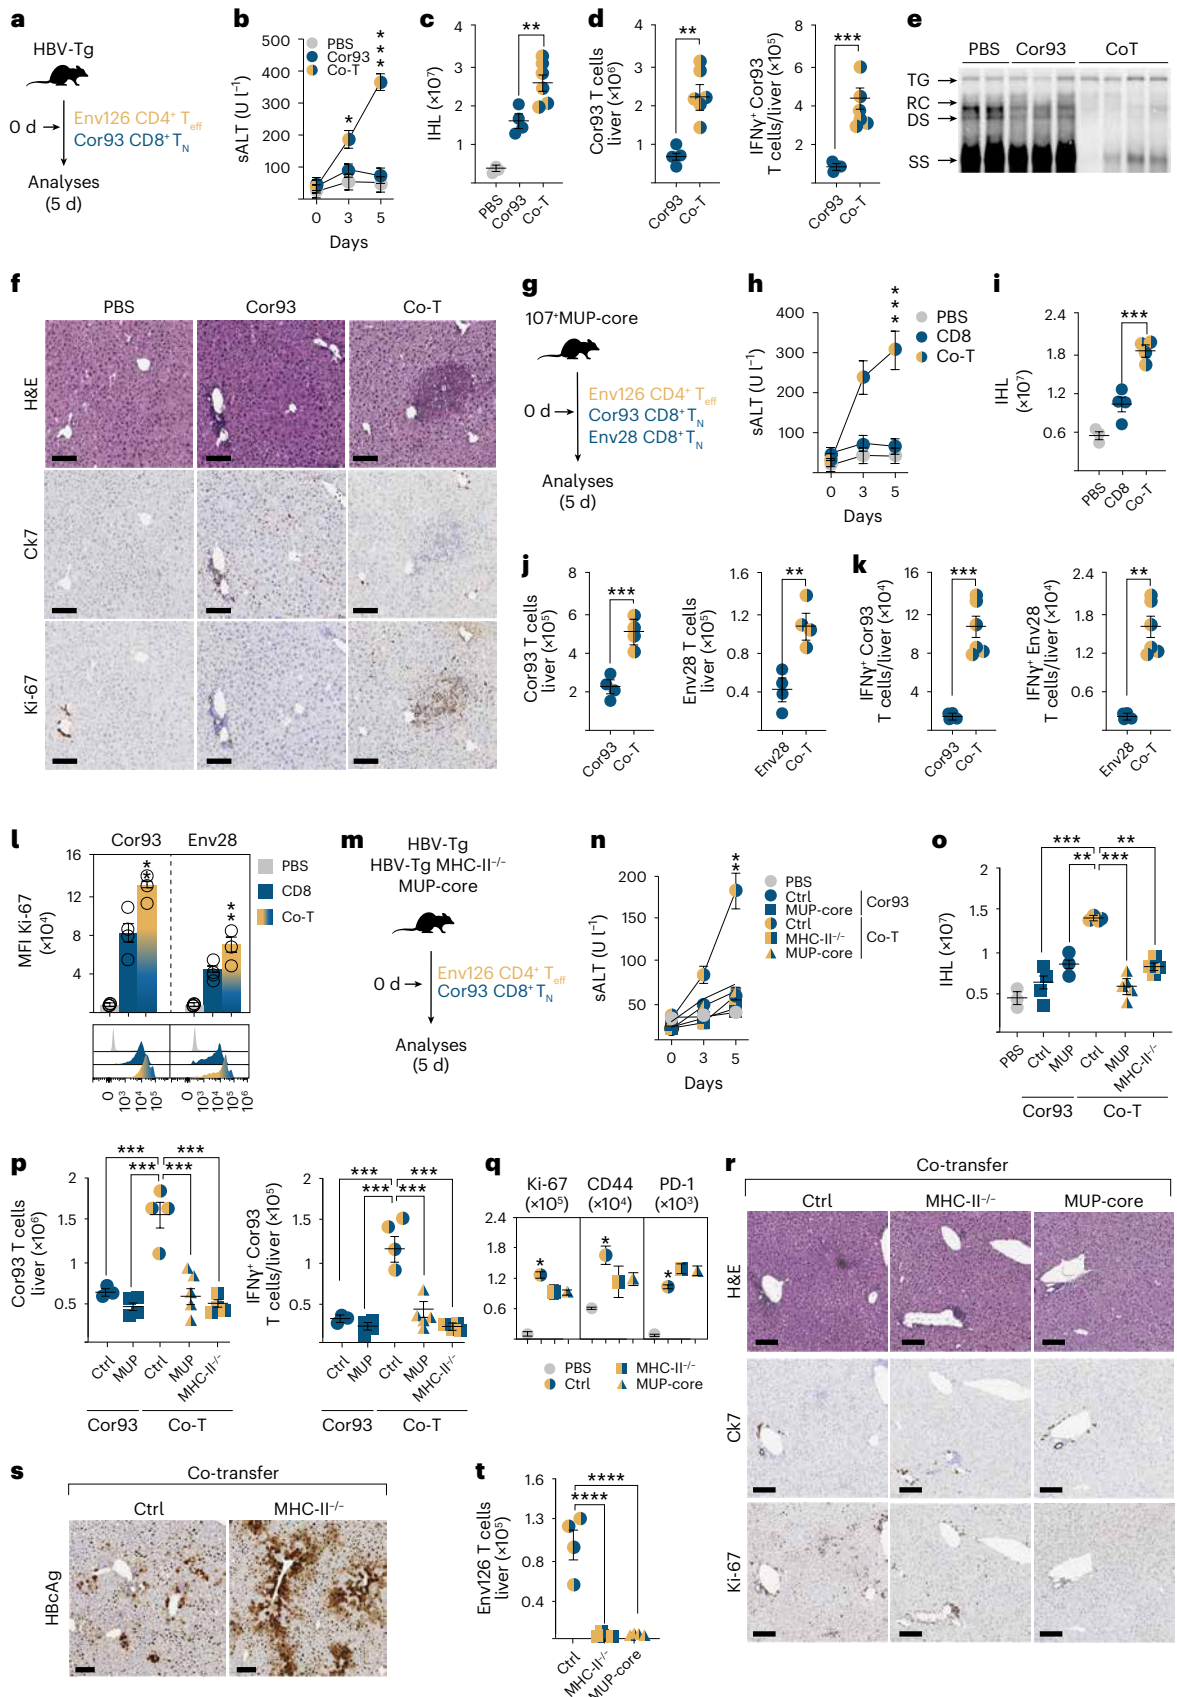 a
HBV-Tg
0 d
Env126 CD4⁺ T_eff
Cor93 CD8⁺T_N
Analyses
(5 d)
b
sALT (U l⁻¹)
500
400
300
200
100
PBS
Cor93
Co-T
*
***
0 3 5
Days
c
IHL (×10⁷)
4
3
2
1
**
PBS Cor93 Co-T
d
Cor93 T cells
liver (×10⁶)
4
3
2
1
**
Cor93 Co-T
IFNγ⁺ Cor93
T cells/liver (×10⁵)
8
6
4
2
***
Cor93 Co-T
e
PBS Cor93 CoT
TG
RC
DS
SS
f
PBS Cor93 Co-T
H&E
Ck7
Ki-67
g
107⁺MUP-core
0 d
Env126 CD4⁺ T_eff
Cor93 CD8⁺T_N
Env28 CD8⁺T_N
Analyses
(5 d)
h
sALT (U l⁻¹)
400
300
200
100
***
PBS
CD8
Co-T
0 3 5
Days
i
IHL
(×10⁷)
2.4
1.8
1.2
0.6
***
PBS CD8 Co-T
j
Cor93 T cells
liver (×10⁵)
8
6
4
2
***
Cor93 Co-T
Env28 T cells
liver (×10⁵)
1.6
1.2
0.8
0.4
**
Env28 Co-T
k
IFNγ⁺ Cor93
T cells/liver (×10⁴)
16
12
8
4
***
Cor93 Co-T
IFNγ⁺ Env28
T cells/liver (×10⁴)
2.4
1.8
1.2
0.6
**
Env28 Co-T
l
Cor93 Env28
MFI Ki-67
(×10⁴)
16
12
8
4
**
**
PBS
CD8
Co-T
0 10³ 10⁴ 10⁵
0 10³ 10⁴ 10⁵ 10⁶
m
HBV-Tg
HBV-Tg MHC-II⁻/⁻
MUP-core
0 d
Env126 CD4⁺ T_eff
Cor93 CD8⁺T_N
Analyses
(5 d)
n
sALT (U l⁻¹)
200
150
100
50
**
PBS
Ctrl
MUP-core
Cor93
Ctrl
MHC-II⁻/⁻
MUP-core
Co-T
0 3 5
Days
o
IHL (×10⁷)
2
1.5
1
0.5
*** **
** ***
PBS Ctrl MUP Ctrl MUP MHC-II⁻/⁻
Cor93 Co-T
p
Cor93 T cells
liver (×10⁶)
2
1.5
1
0.5
***
*** ***
Ctrl MUP Ctrl MUP MHC-II⁻/⁻
Cor93 Co-T
IFNγ⁺ Cor93
T cells/liver (×10⁵)
2
1.5
1
0.5
*** ***
*** ***
Ctrl MUP Ctrl MUP MHC-II⁻/⁻
Cor93 Co-T
q
Ki-67 CD44 PD-1
(×10⁵) (×10⁴) (×10³)
2.4
1.8
1.2
0.6
* * *
PBS MHC-II⁻/⁻
Ctrl MUP-core
r
Co-transfer
Ctrl MHC-II⁻/⁻ MUP-core
H&E
Ck7
Ki-67
s
Co-transfer
Ctrl MHC-II⁻/⁻
HBcAg
t
Env126 T cells
liver (×10⁵)
1.6
1.3
1
0.7
0.4
****
****
Ctrl MHC-II⁻/⁻ MUP-core